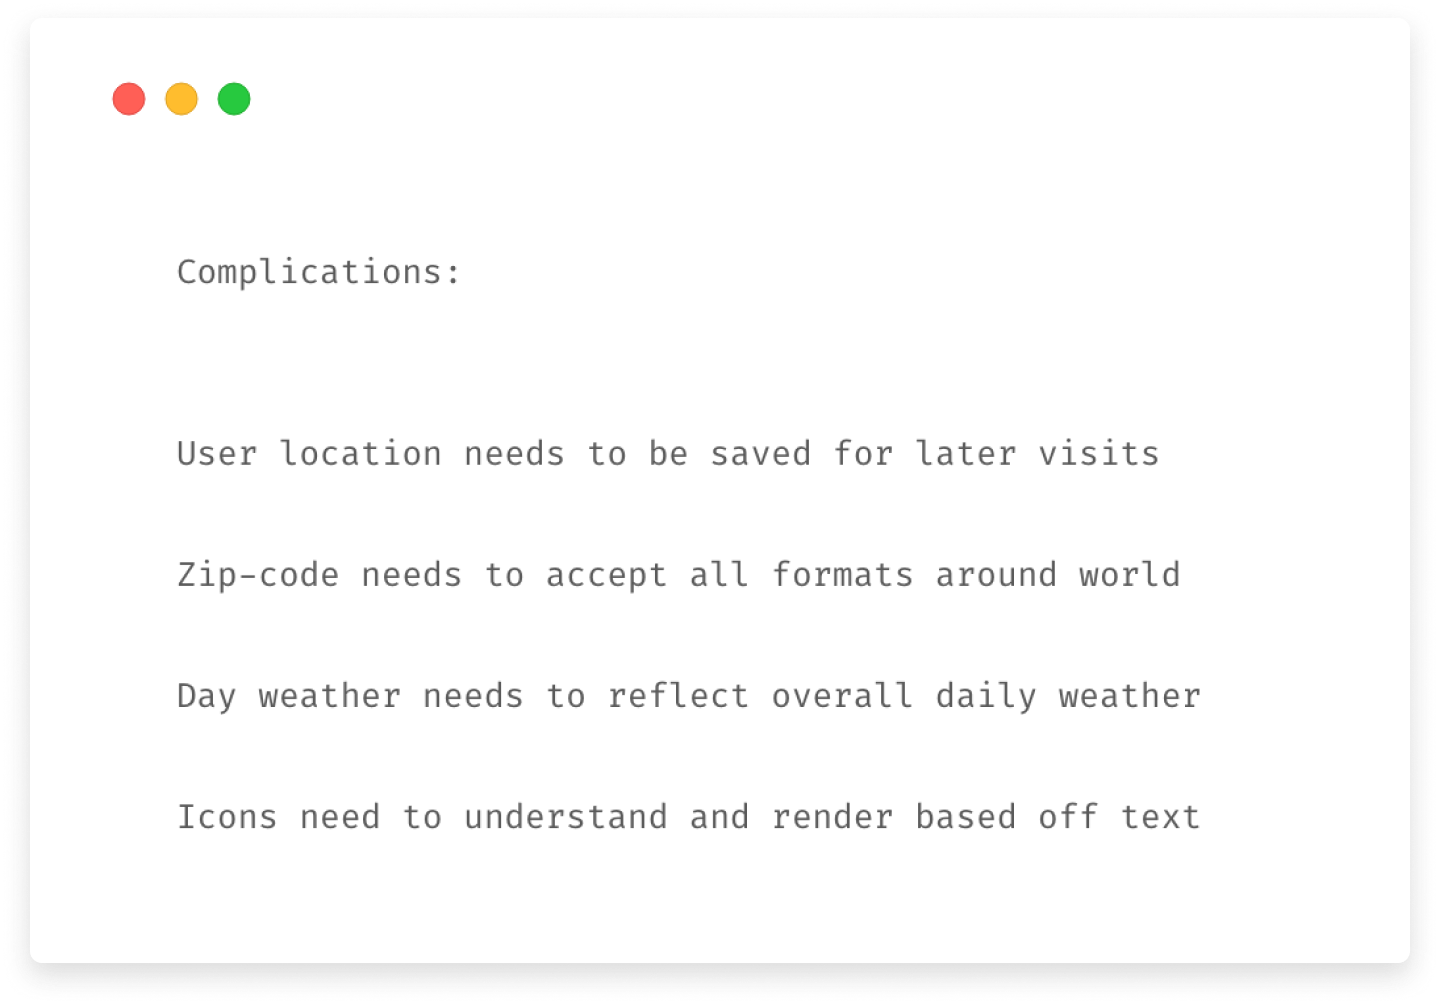 Complications:
User location needs to be saved for later visits
Zip-code needs to accept all formats around world
Day weather needs to reflect overall daily weather
Icons need to understand and render based off text